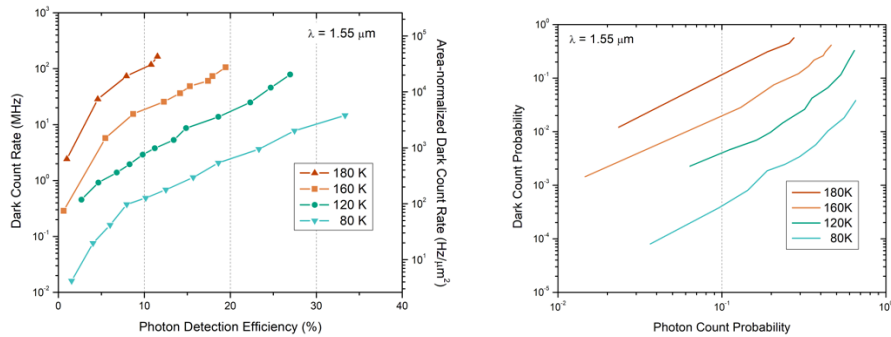 λ = 1.55 μm
10³
10²
10¹
10⁰
10⁻¹
10⁻²
10⁵
10⁴
10³
10²
10¹
Dark Count Rate (MHz)
Area-normalized Dark Count Rate (Hz/μm²)
180 K
160 K
120 K
80 K
0 10 20 30 40
Photon Detection Efficiency (%)
λ = 1.55 μm
10⁰
10⁻¹
10⁻²
10⁻³
10⁻⁴
10⁻⁵
Dark Count Probability
180K
160K
120K
80K
10⁻² 10⁻¹ 10⁰
Photon Count Probability